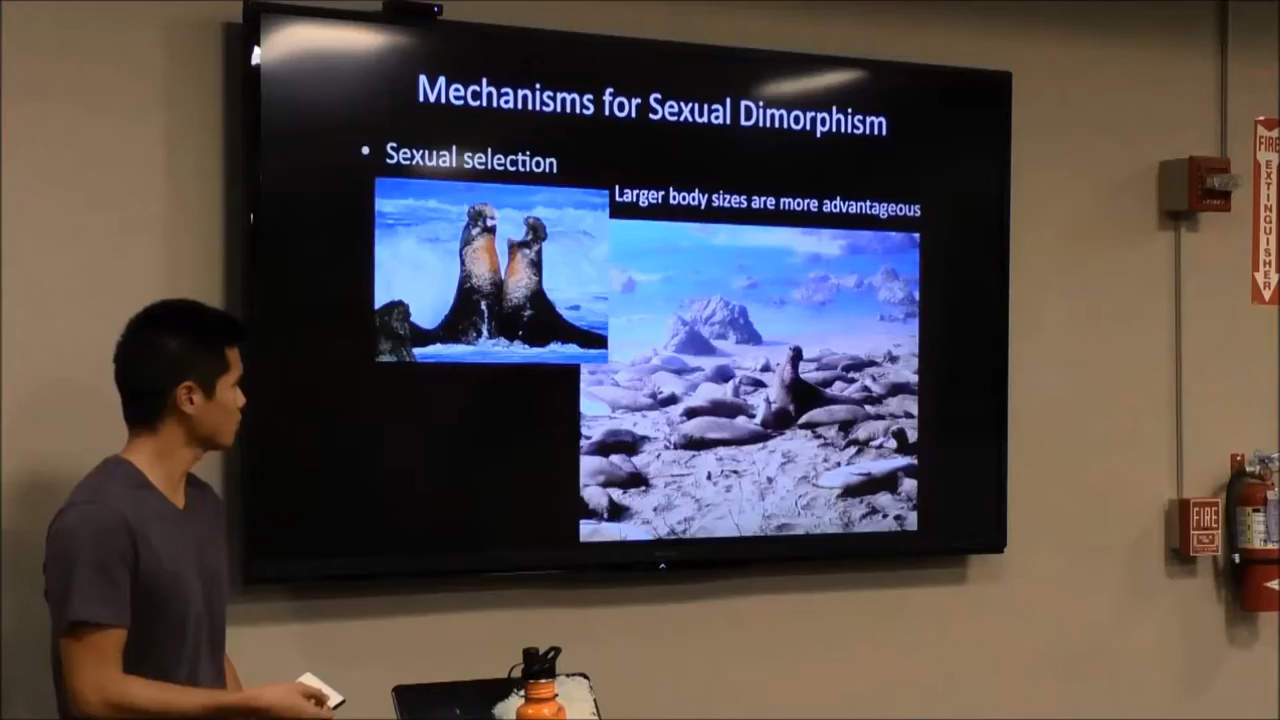 Mechanisms for Sexual Dimorphism
• Sexual selection
Larger body sizes are more advantageous
FIRE
EXTINGUISHER
FIRE